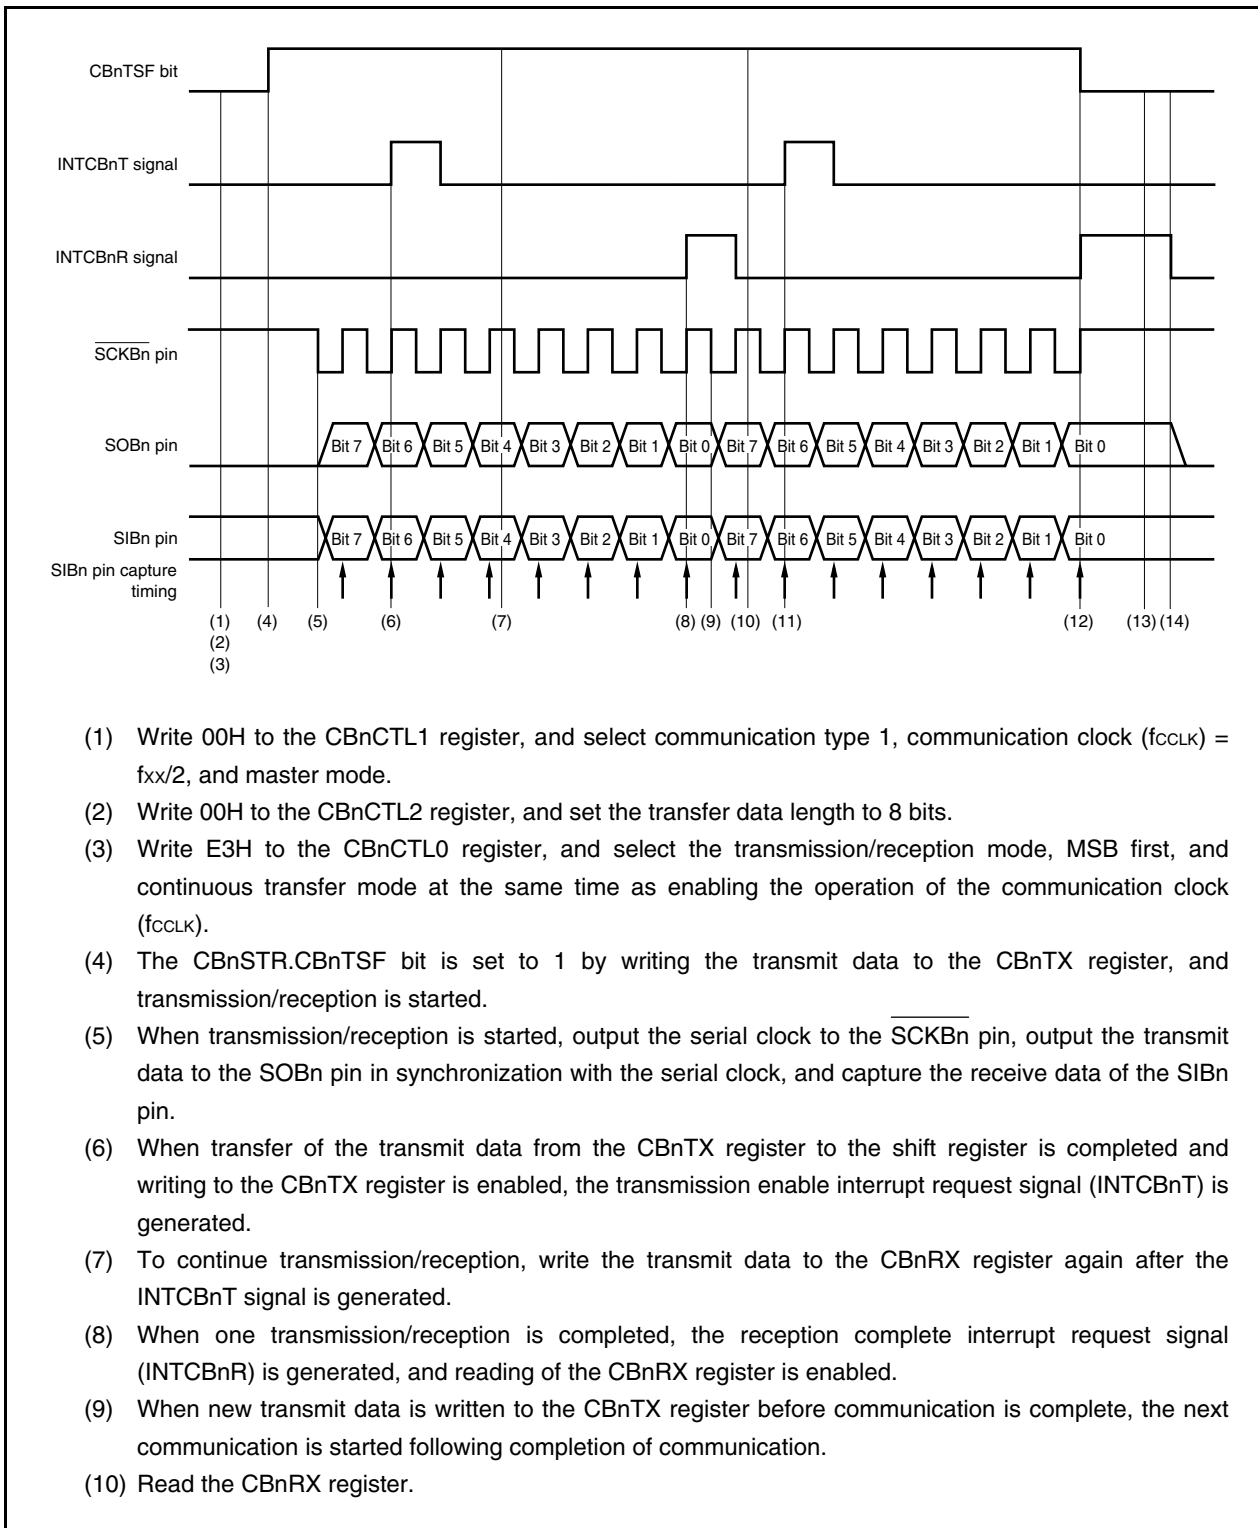 CBnTSF bit
INTCBnT signal
INTCBnR signal
SCKBn pin
SOBn pin
Bit 7 Bit 6 Bit 5 Bit 4 Bit 3 Bit 2 Bit 1 Bit 0 Bit 7 Bit 6 Bit 5 Bit 4 Bit 3 Bit 2 Bit 1 Bit 0
SIBn pin
Bit 7 Bit 6 Bit 5 Bit 4 Bit 3 Bit 2 Bit 1 Bit 0 Bit 7 Bit 6 Bit 5 Bit 4 Bit 3 Bit 2 Bit 1 Bit 0
SIBn pin capture
timing
(1) (4) (5) (6) (7) (8) (9) (10) (11) (12) (13) (14)
(2)
(3)
(1) Write 00H to the CBnCTL1 register, and select communication type 1, communication clock (fCCLK) =
fXX/2, and master mode.
(2) Write 00H to the CBnCTL2 register, and set the transfer data length to 8 bits.
(3) Write E3H to the CBnCTL0 register, and select the transmission/reception mode, MSB first, and
continuous transfer mode at the same time as enabling the operation of the communication clock
(fCCLK).
(4) The CBnSTR.CBnTSF bit is set to 1 by writing the transmit data to the CBnTX register, and
transmission/reception is started.
(5) When transmission/reception is started, output the serial clock to the SCKBn pin, output the transmit
data to the SOBn pin in synchronization with the serial clock, and capture the receive data of the SIBn
pin.
(6) When transfer of the transmit data from the CBnTX register to the shift register is completed and
writing to the CBnTX register is enabled, the transmission enable interrupt request signal (INTCBnT) is
generated.
(7) To continue transmission/reception, write the transmit data to the CBnRX register again after the
INTCBnT signal is generated.
(8) When one transmission/reception is completed, the reception complete interrupt request signal
(INTCBnR) is generated, and reading of the CBnRX register is enabled.
(9) When new transmit data is written to the CBnTX register before communication is complete, the next
communication is started following completion of communication.
(10) Read the CBnRX register.